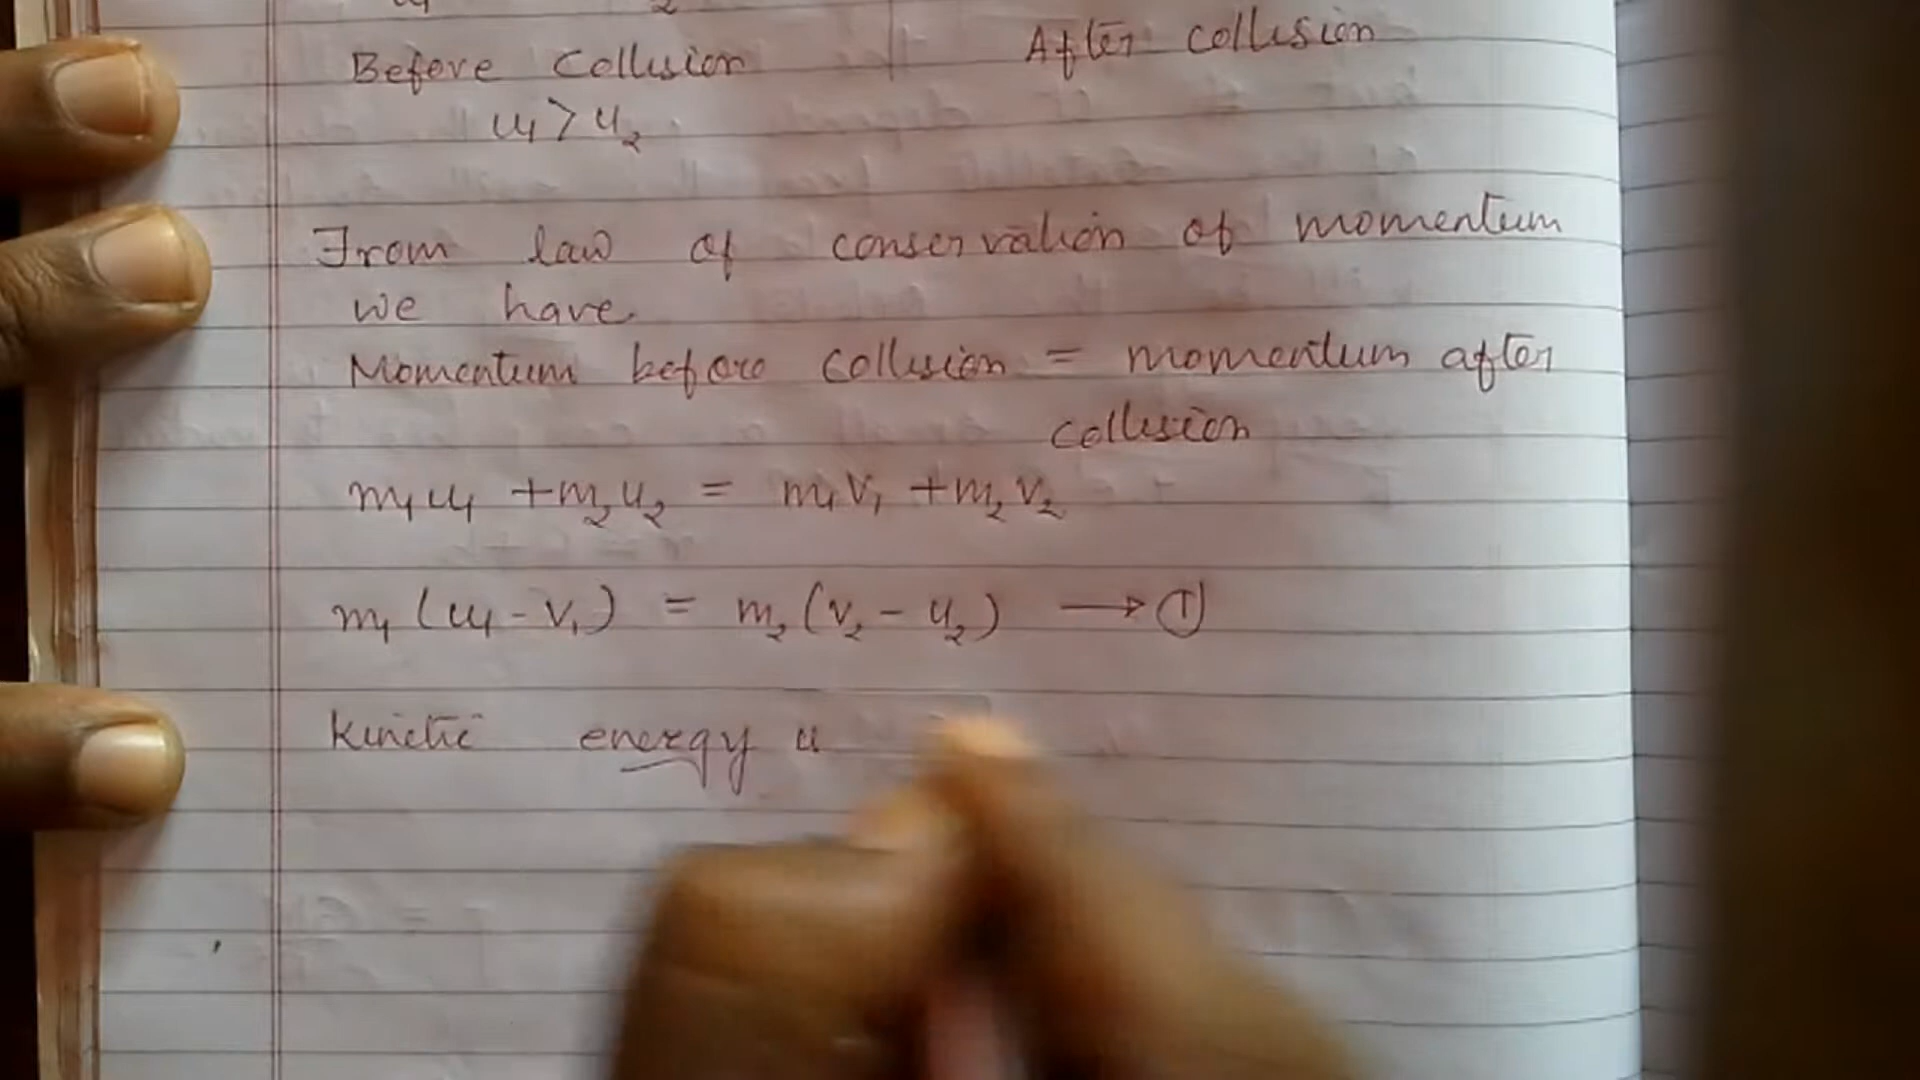 Before Collision
After collision
u₁ > u₂
From law of conservation of momentum
we have
Momentum before collision = momentum after
collision
m₁u₁ + m₂u₂ = m₁v₁ + m₂v₂
m₁(u₁ - v₁) = m₂(v₂ - u₂) → ①
Kinetic energy